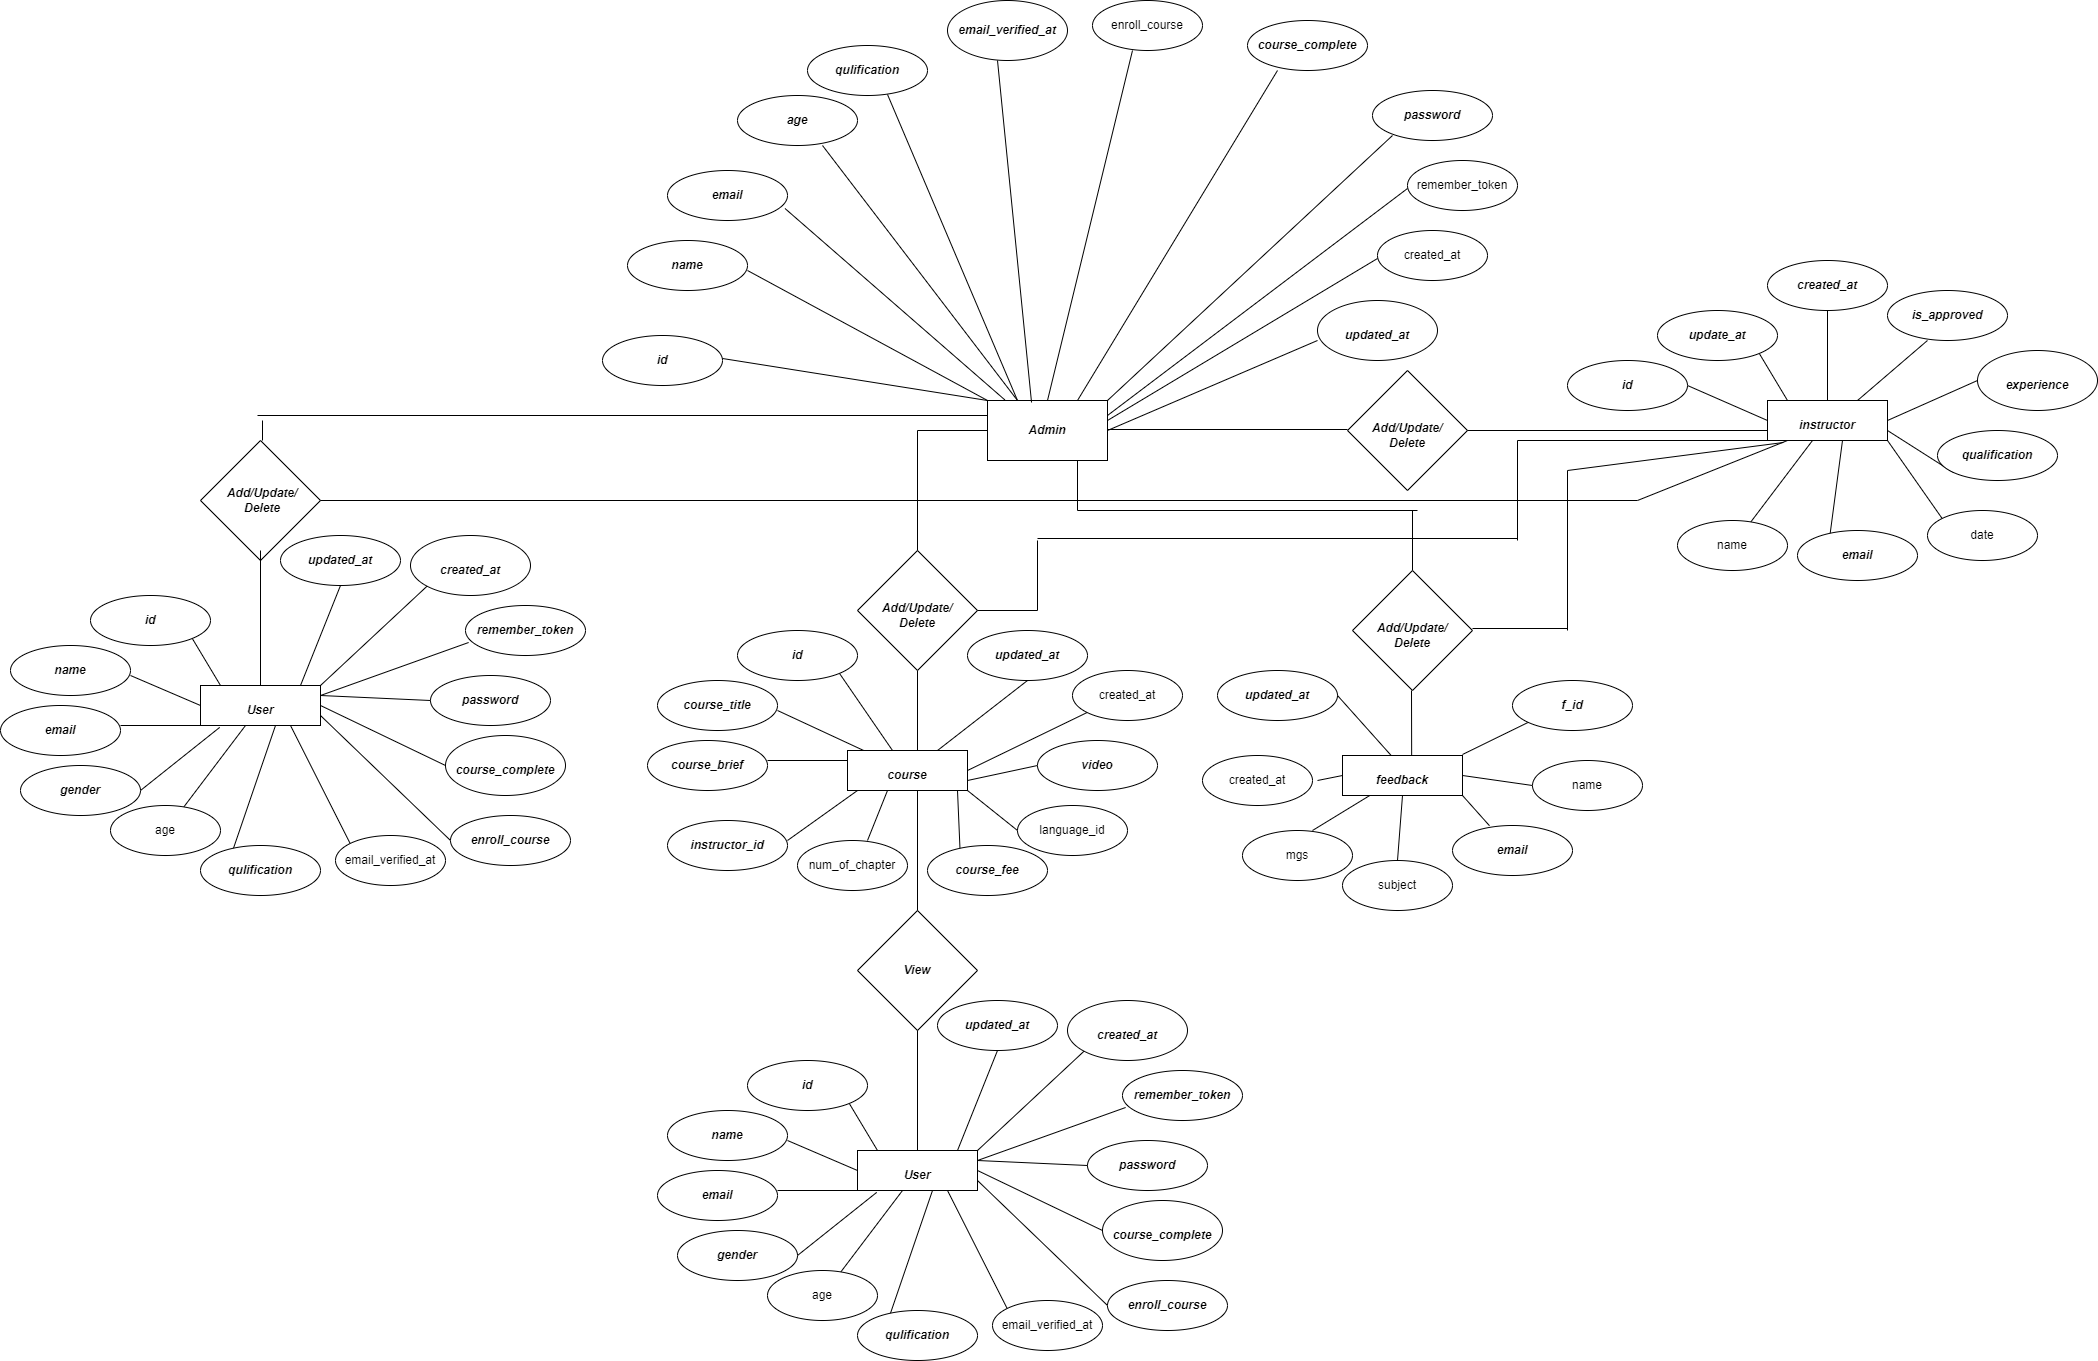 email_verified_at
enroll_course
course_complete
qulification
age
password
email
remember_token
name
created_at
id
updated_at
Admin
Add/Update/
Delete
created_at
is_approved
update_at
id
experience
instructor
qualification
name
email
date
Add/Update/
Delete
updated_at
created_at
id
remember_token
name
password
User
email
course_complete
gender
age
enroll_course
qulification
email_verified_at
Add/Update/
Delete
id
updated_at
course_title
created_at
course_brief
video
course
instructor_id
language_id
num_of_chapter
course_fee
Add/Update/
Delete
updated_at
f_id
created_at
feedback
name
mgs
email
subject
View
updated_at
created_at
id
remember_token
name
password
User
email
course_complete
gender
age
enroll_course
qulification
email_verified_at